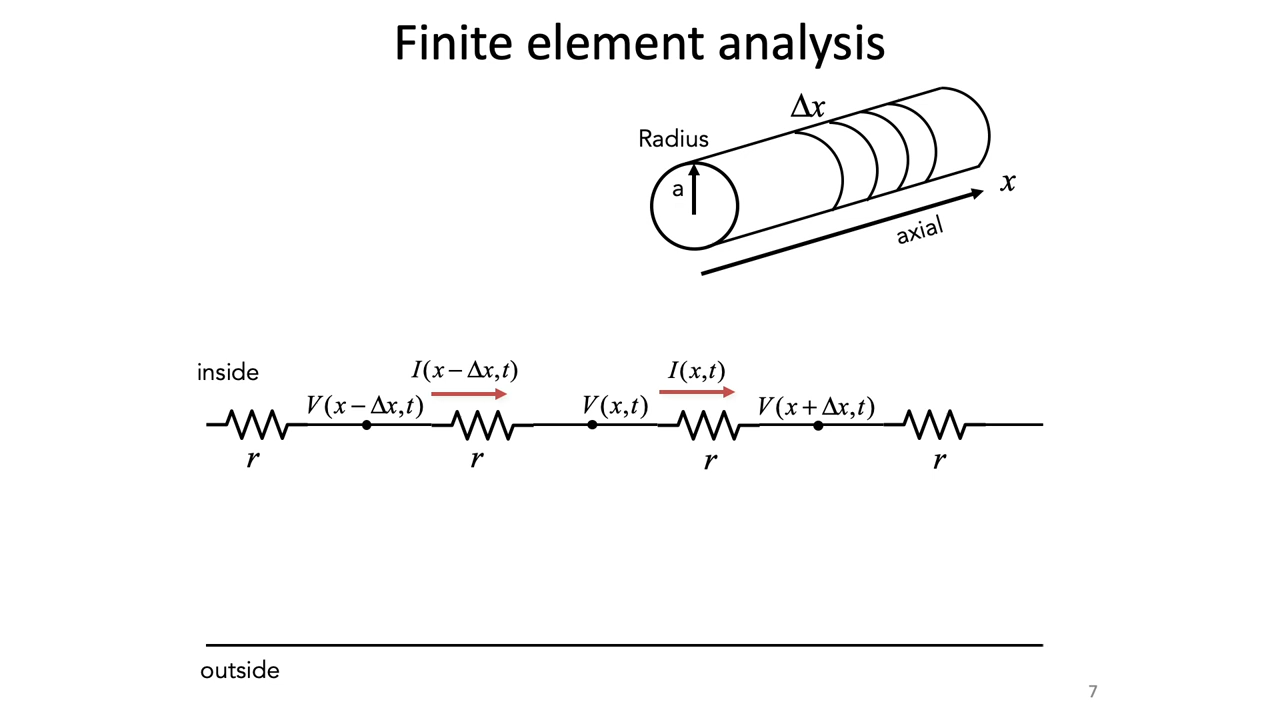 Finite element analysis
Δx
Radius
a
x
axial
inside
I(x − Δx,t)
I(x,t)
V(x − Δx,t)
V(x,t)
V(x + Δx,t)
r
r
r
r
outside
7